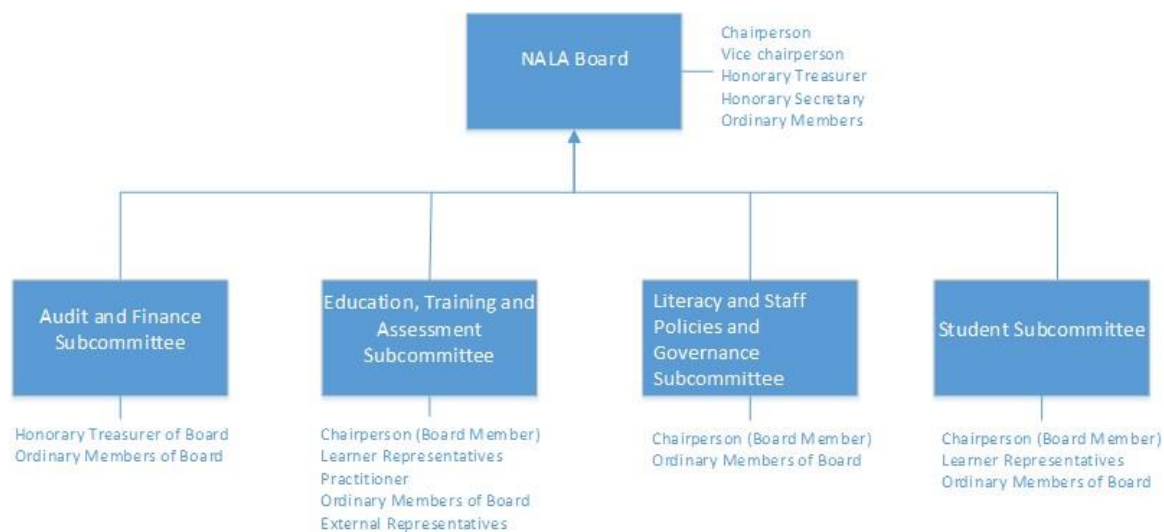 NALA Board
Chairperson
Vice chairperson
Honorary Treasurer
Honorary Secretary
Ordinary Members
Audit and Finance
Subcommittee
Honorary Treasurer of Board
Ordinary Members of Board
Education, Training and
Assessment
Subcommittee
Chairperson (Board Member)
Learner Representatives
Practitioner
Ordinary Members of Board
External Representatives
Literacy and Staff
Policies and
Governance
Subcommittee
Chairperson (Board Member)
Ordinary Members of Board
Student Subcommittee
Chairperson (Board Member)
Learner Representatives
Ordinary Members of Board